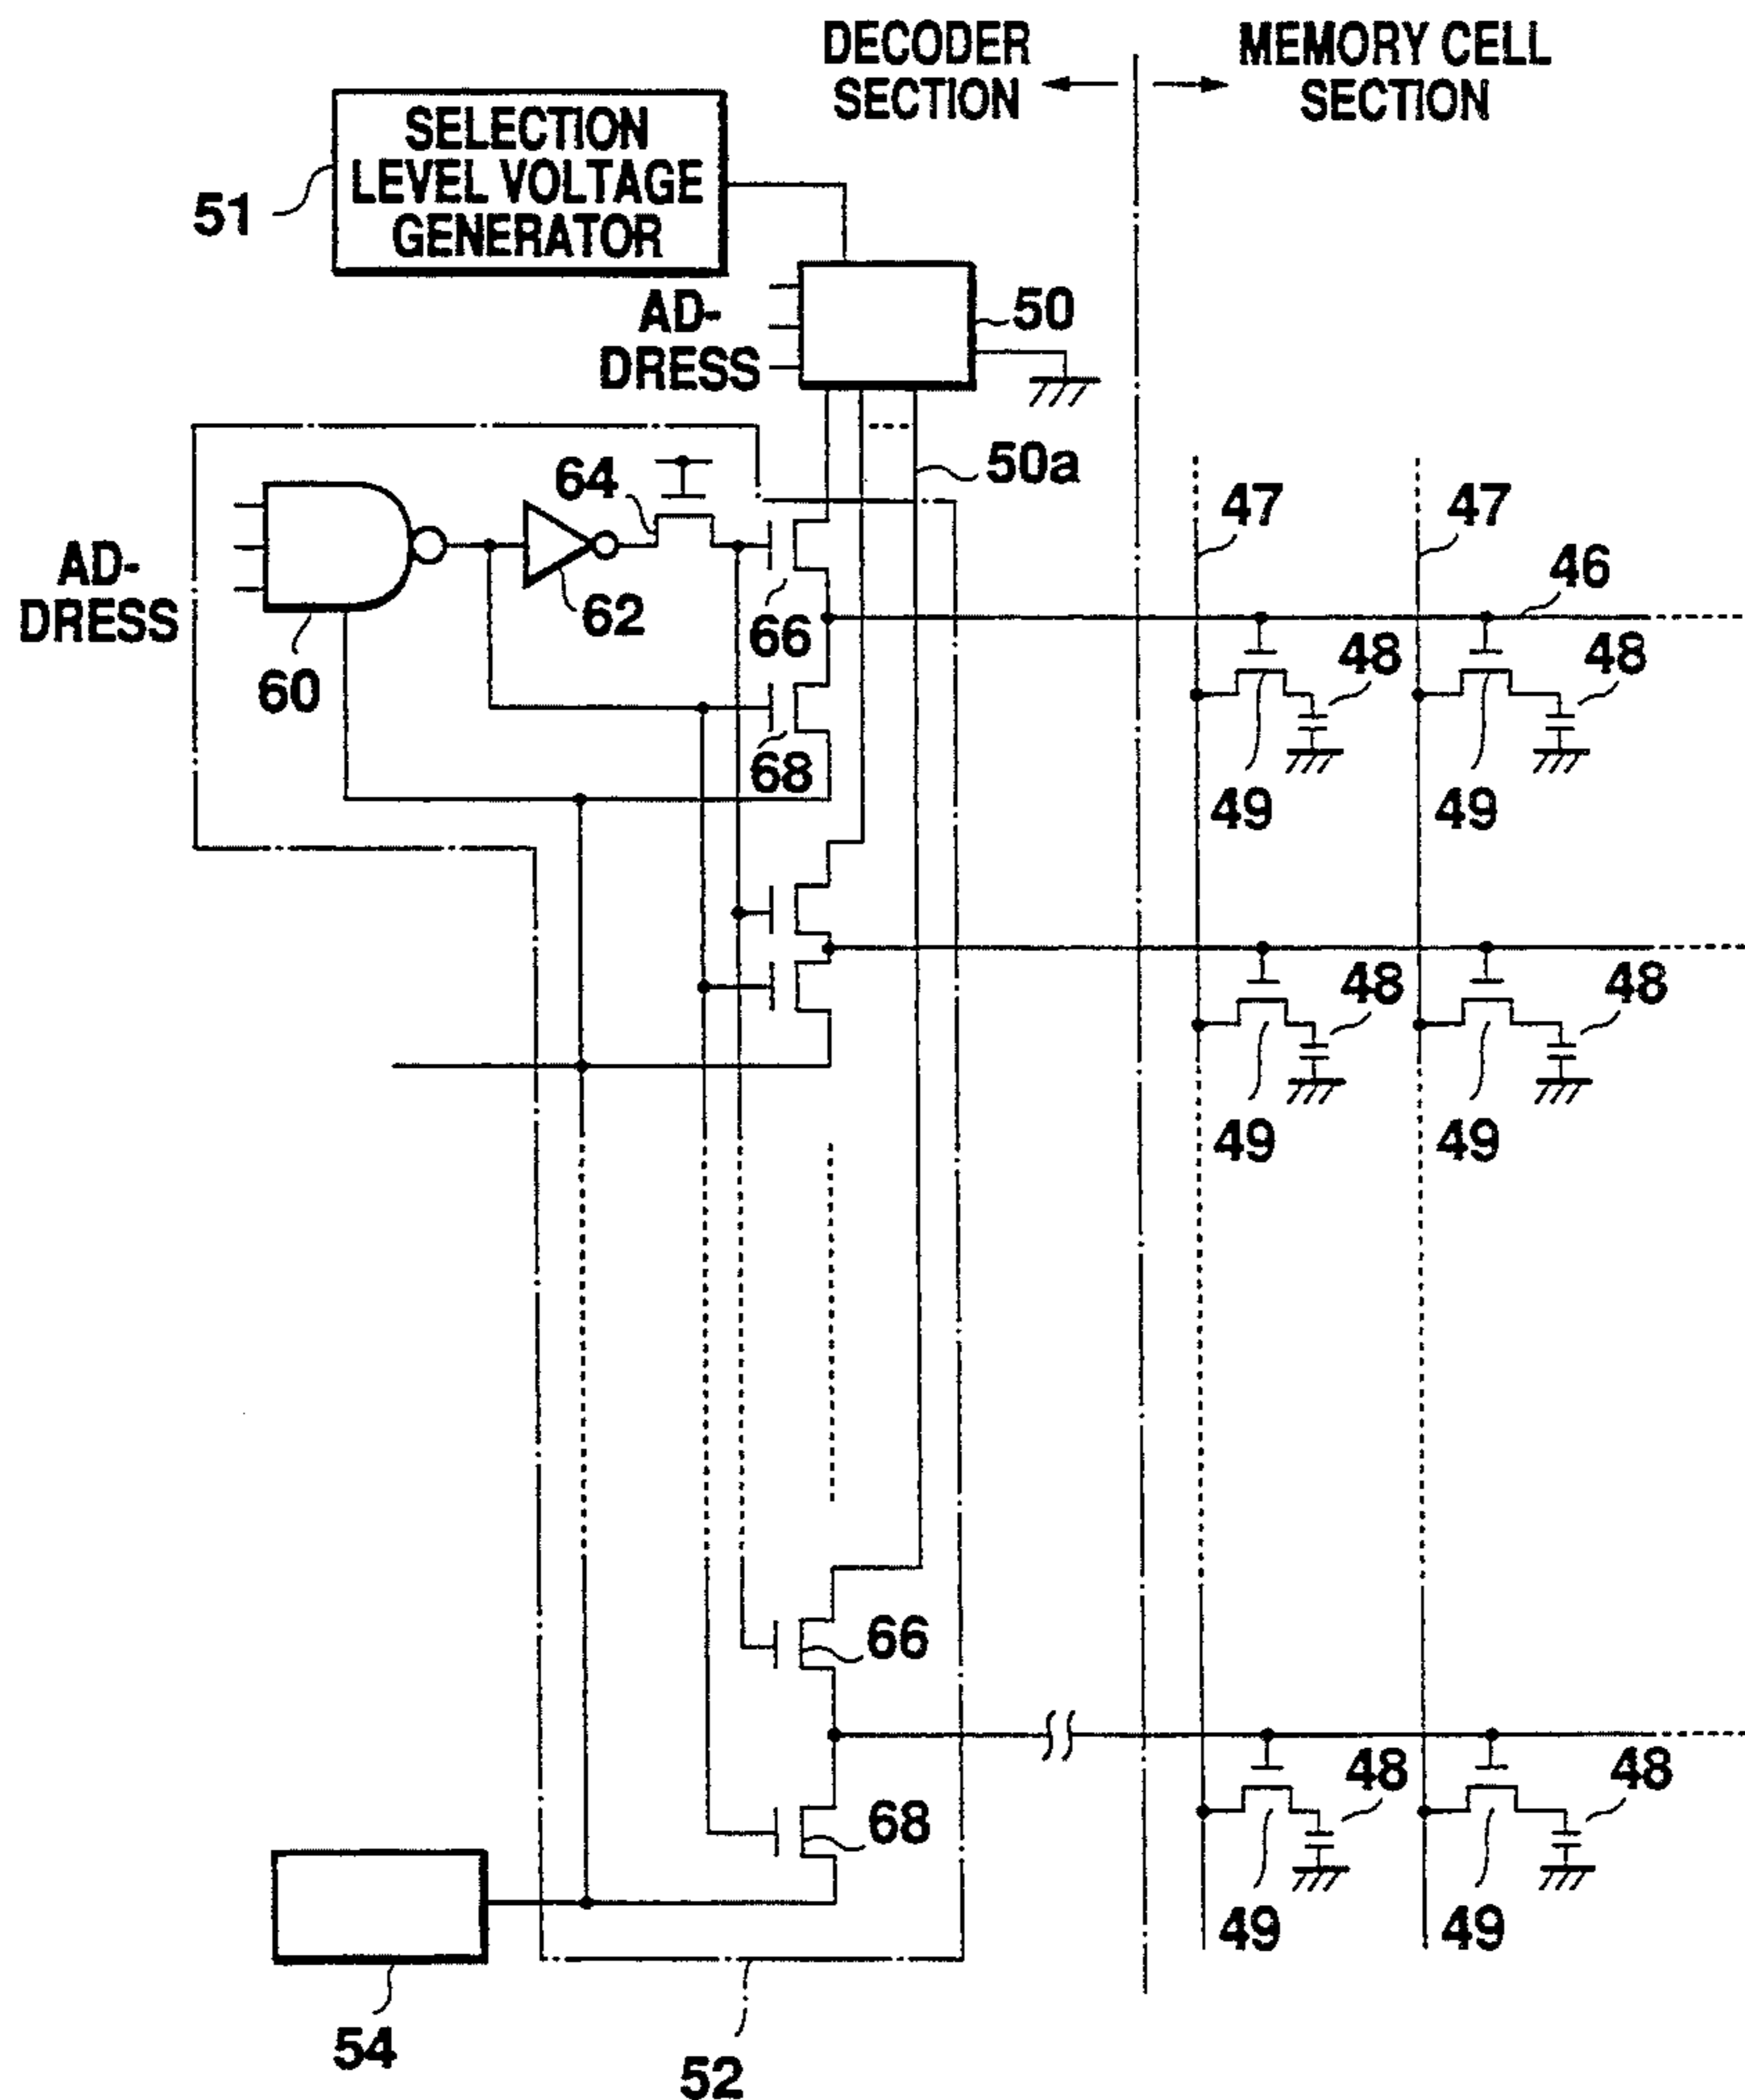 DECODER
SECTION
MEMORY CELL
SECTION
SELECTION
LEVEL VOLTAGE
GENERATOR
51
AD-
DRESS
50
50a
64
47
47
46
AD-
DRESS
62
66
60
48
48
68
49
49
48
48
49
49
66
48
48
68
49
49
54
52